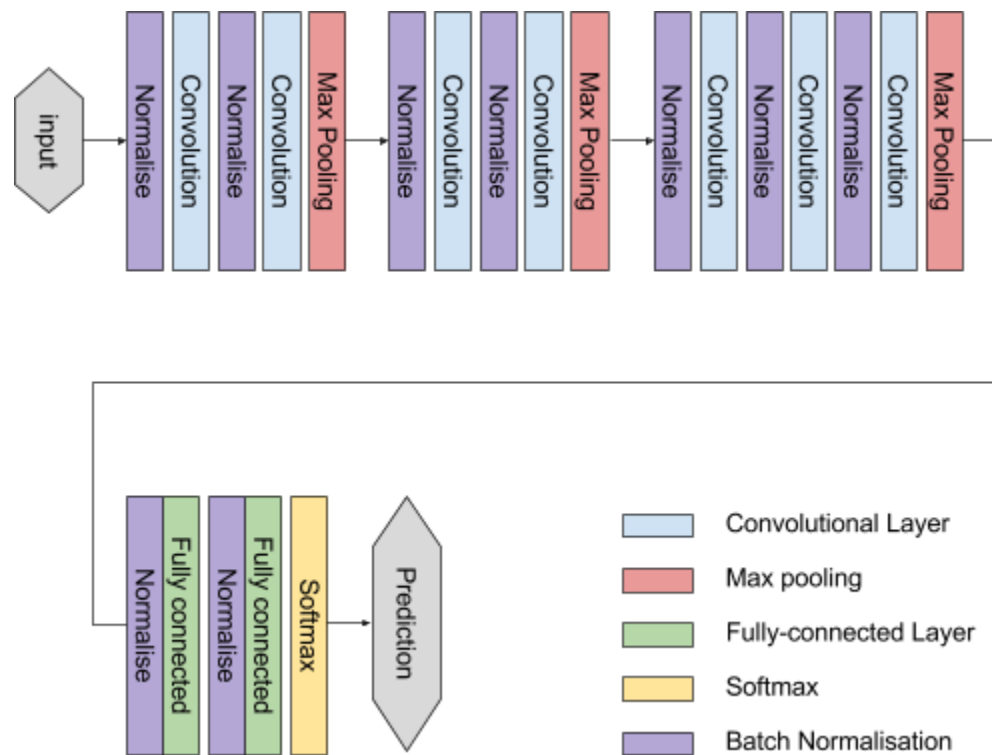 input
Normalise
Convolution
Normalise
Convolution
Max Pooling
Normalise
Convolution
Normalise
Convolution
Max Pooling
Normalise
Convolution
Normalise
Convolution
Normalise
Convolution
Max Pooling
Normalise
Fully connected
Normalise
Fully connected
Softmax
Prediction
Convolutional Layer
Max pooling
Fully-connected Layer
Softmax
Batch Normalisation